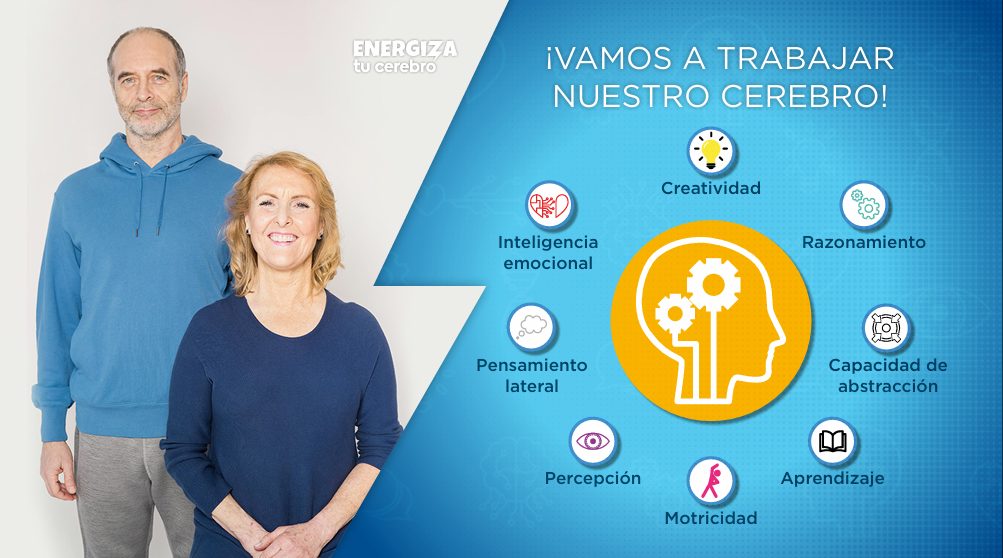 ENERGIZA
tu cerebro
¡VAMOS A TRABAJAR
NUESTRO CEREBRO!
Creatividad
Inteligencia
emocional
Razonamiento
Pensamiento
lateral
Capacidad de
abstracción
Percepción
Aprendizaje
Motricidad